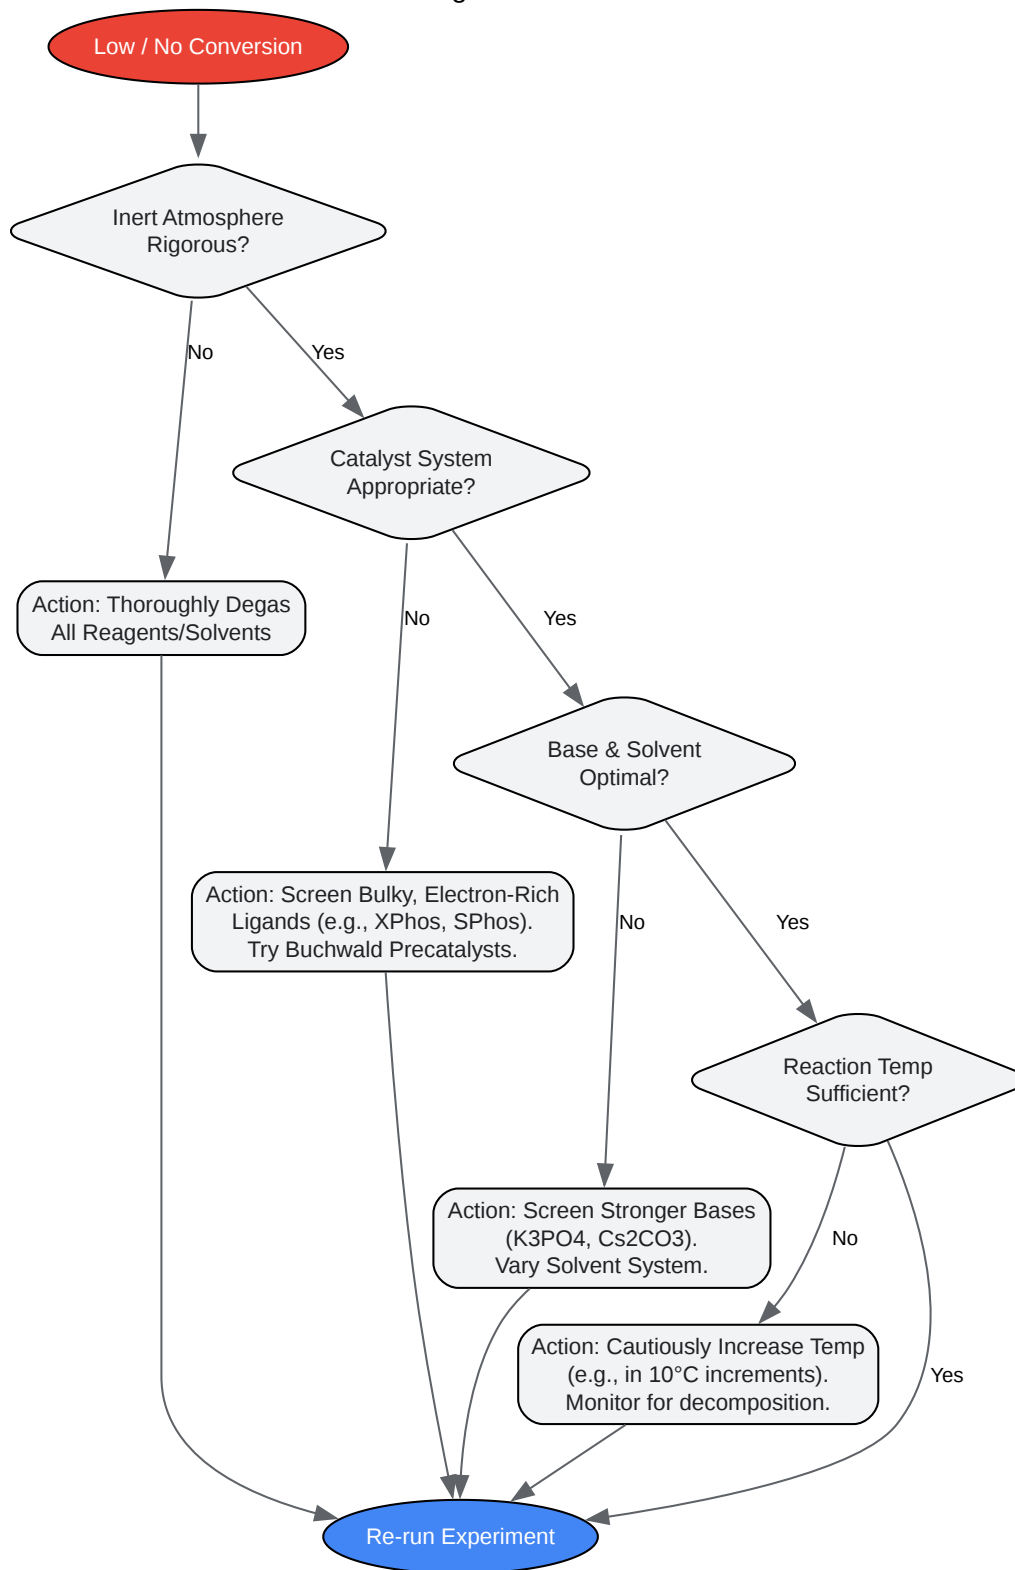 Low / No Conversion
Inert Atmosphere
Rigorous?
No
Yes
Catalyst System
Appropriate?
Action: Thoroughly Degas
All Reagents/Solvents
No
Yes
Base & Solvent
Optimal?
Action: Screen Bulky, Electron-Rich
Ligands (e.g., XPhos, SPhos).
Try Buchwald Precatalysts.
No
Yes
Reaction Temp
Sufficient?
Action: Screen Stronger Bases
(K3PO4, Cs2CO3).
Vary Solvent System.
No
Action: Cautiously Increase Temp
(e.g., in 10°C increments).
Monitor for decomposition.
Yes
Re-run Experiment